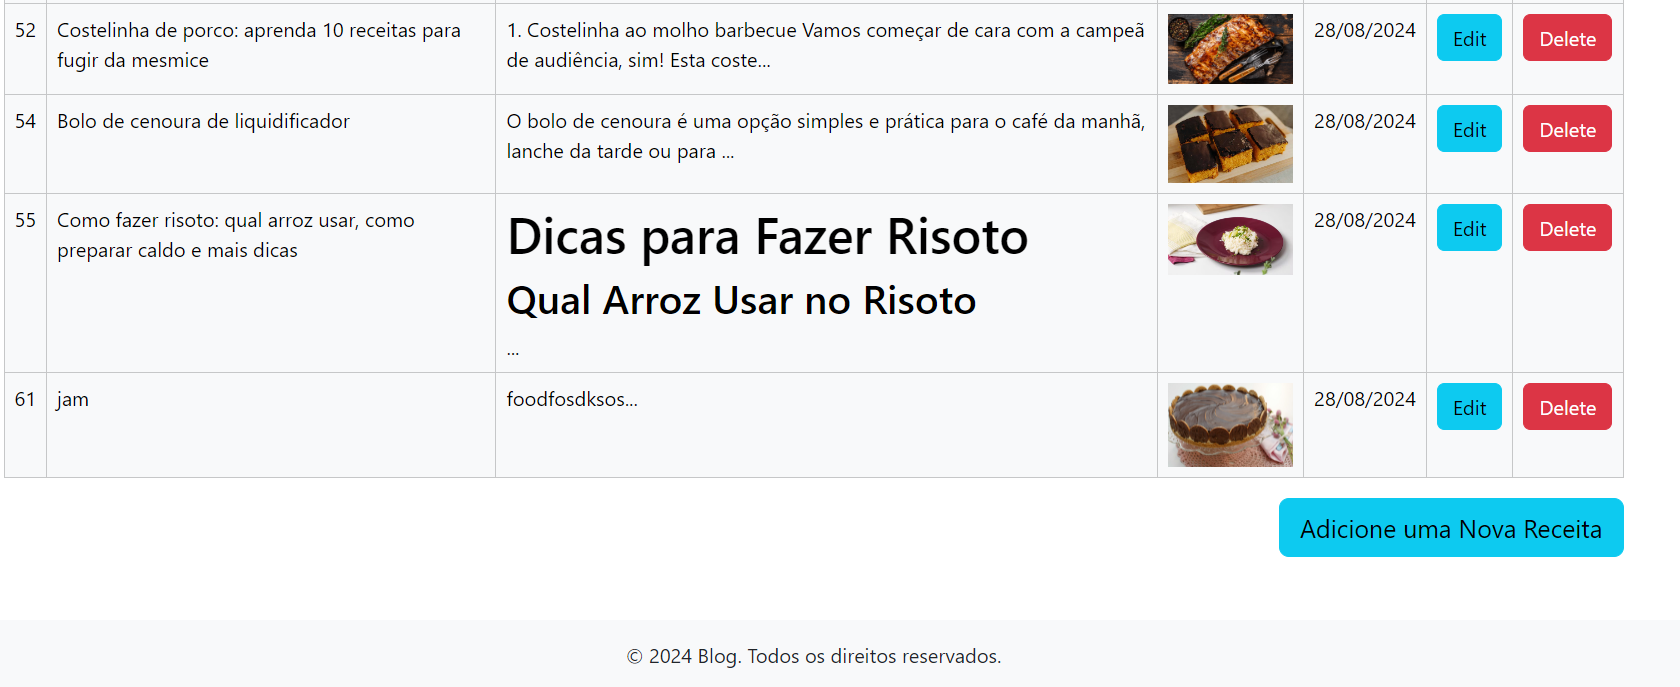 52
Costelinha de porco: aprenda 10 receitas para
fugir da mesmice
1. Costelinha ao molho barbecue Vamos começar de cara com a campeã
de audiência, sim! Esta coste...
28/08/2024
Edit
Delete
54
Bolo de cenoura de liquidificador
O bolo de cenoura é uma opção simples e prática para o café da manhã,
lanche da tarde ou para ...
28/08/2024
Edit
Delete
55
Como fazer risoto: qual arroz usar, como
preparar caldo e mais dicas
Dicas para Fazer Risoto
Qual Arroz Usar no Risoto
...
28/08/2024
Edit
Delete
61
jam
foodfosdksos...
28/08/2024
Edit
Delete
Adicione uma Nova Receita
© 2024 Blog. Todos os direitos reservados.